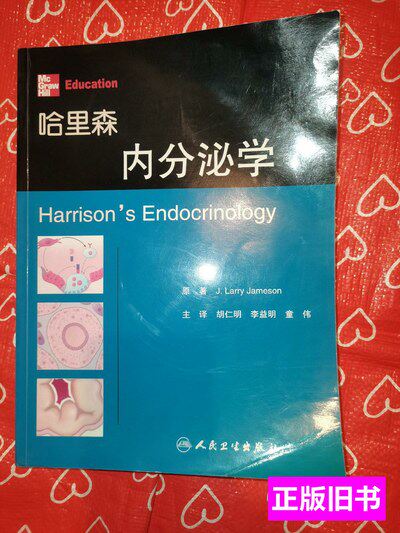 Mc
Graw
Hill
Education
哈里森
内分泌学
Harrison's Endocrinology
原 著 J. Larry Jameson
主 译 胡仁明 李益明 童 伟
人民卫生出版社
正版旧书